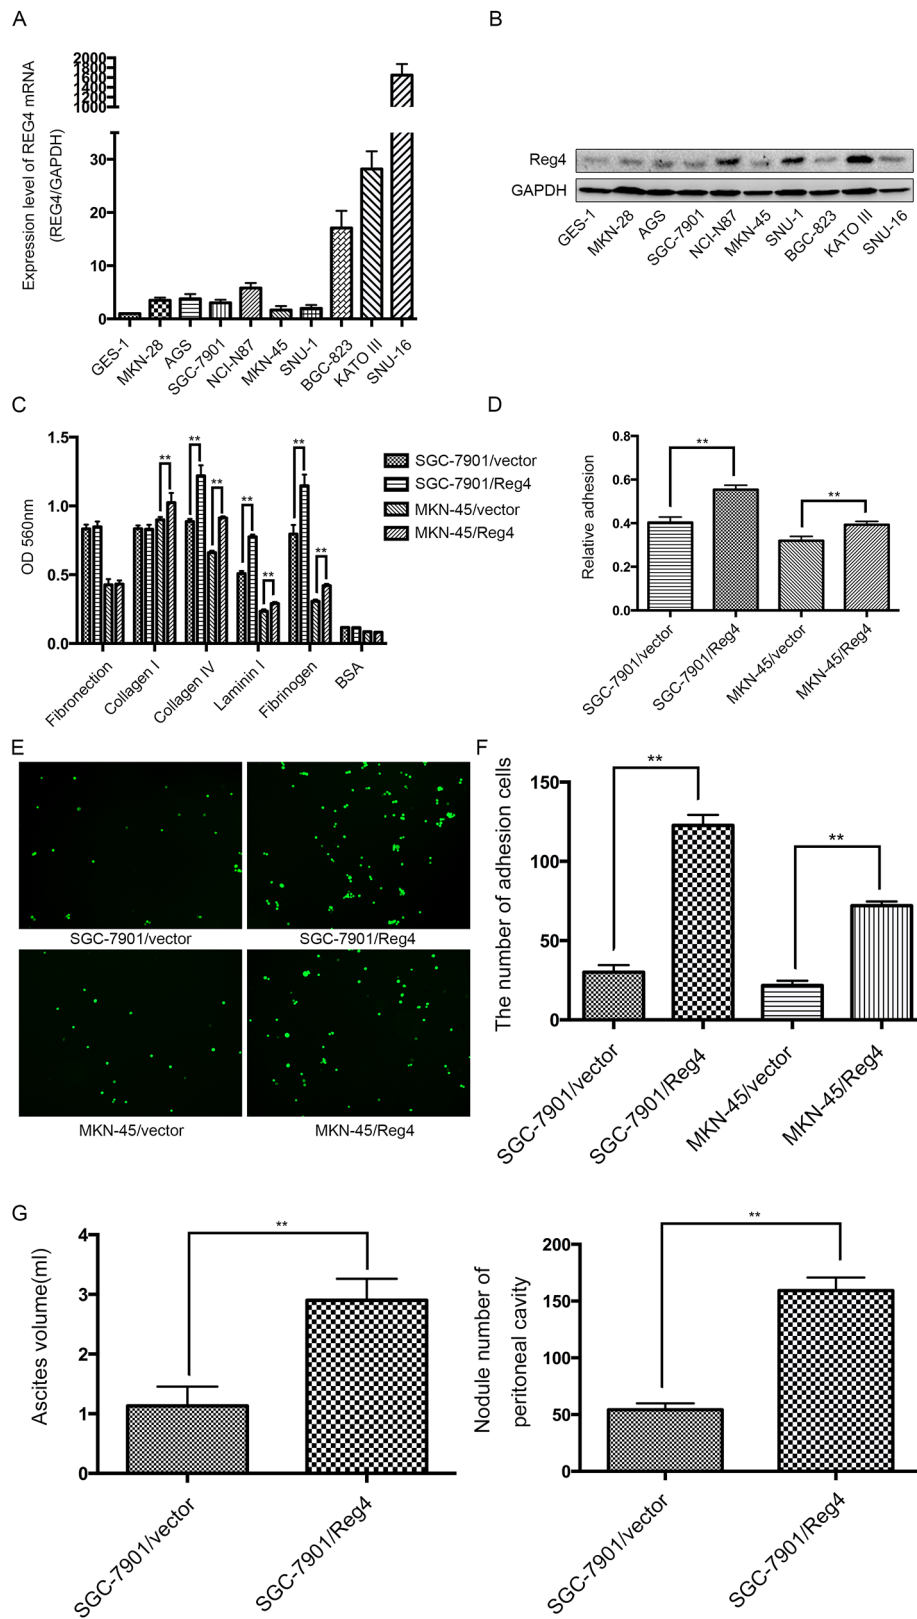 A
Expression level of REG4 mRNA
(REG4/GAPDH)
2000
1800
1600
1400
1200
1000
30
20
10
0
GES-1
MKN-28
AGS
SGC-7901
NCI-N87
MKN-45
SNU-1
BGC-823
KATO III
SNU-16
B
Reg4
GAPDH
GES-1
MKN-28
AGS
SGC-7901
NCI-N87
MKN-45
SNU-1
BGC-823
KATO III
SNU-16
C
OD 560nm
1.5
1.0
0.5
0.0
**
**
**
**
**
**
**
Fibronection
Collagen I
Collagen IV
Laminin I
Fibrinogen
BSA
SGC-7901/vector
SGC-7901/Reg4
MKN-45/vector
MKN-45/Reg4
D
Relative adhesion
0.8
0.6
0.4
0.2
0.0
**
**
SGC-7901/vector
SGC-7901/Reg4
MKN-45/vector
MKN-45/Reg4
E
SGC-7901/vector
SGC-7901/Reg4
MKN-45/vector
MKN-45/Reg4
F
The number of adhesion cells
150
100
50
0
**
**
SGC-7901/vector
SGC-7901/Reg4
MKN-45/vector
MKN-45/Reg4
G
Ascites volume(ml)
4
3
2
1
0
**
SGC-7901/vector
SGC-7901/Reg4
Nodule number of
peritoneal cavity
200
150
100
50
0
**
SGC-7901/vector
SGC-7901/Reg4